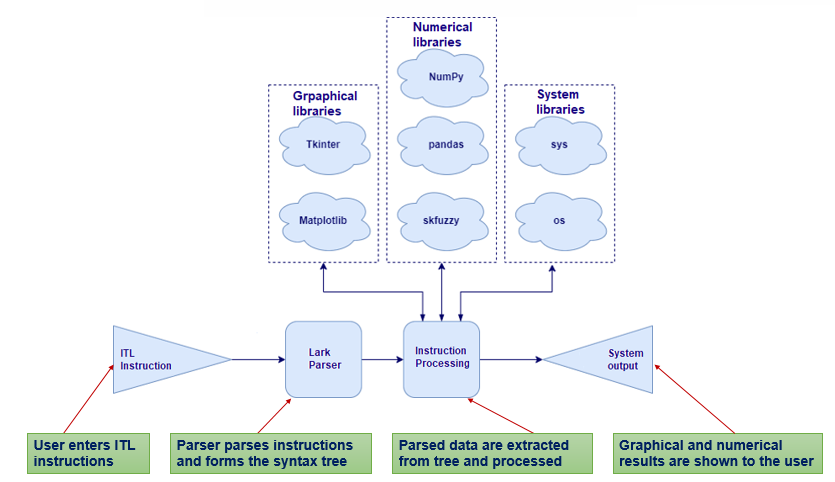 Numerical
libraries
NumPy
pandas
skfuzzy
Grpaphical
libraries
Tkinter
Matplotlib
System
libraries
sys
os
ITL
Instruction
Lark
Parser
Instruction
Processing
System
output
User enters ITL
instructions
Parser parses instructions
and forms the syntax tree
Parsed data are extracted
from tree and processed
Graphical and numerical
results are shown to the user